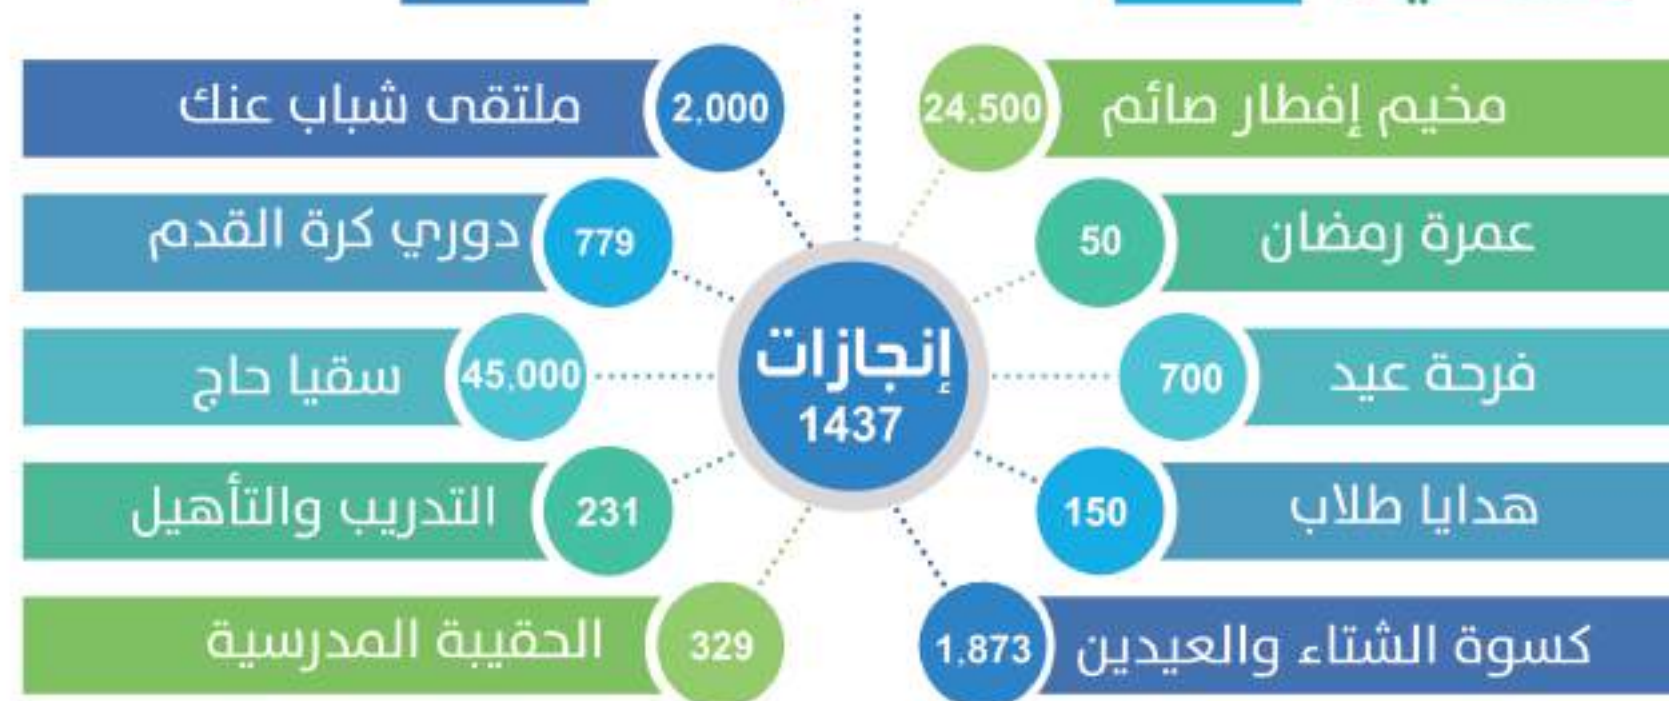 مخيم إفطار صائم
24,500
عمرة رمضان
50
فرحة عيد
700
هدايا طلاب
150
كسوة الشتاء والعيدين
1,873
إنجازات
1437
ملتقى شباب عنك
2,000
دوري كرة القدم
779
سقيا حاج
45,000
التدريب والتأهيل
231
الحقيبة المدرسية
329